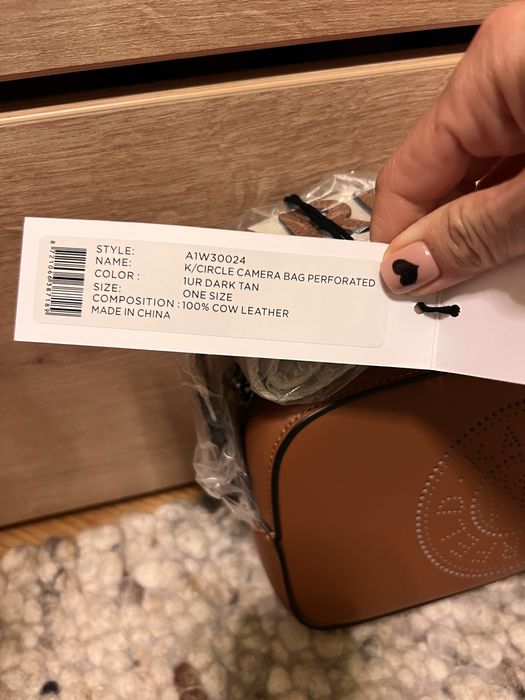 STYLE: A1W30024
NAME: K/CIRCLE CAMERA BAG PERFORATED
COLOR : 1UR DARK TAN
SIZE: ONE SIZE
COMPOSITION : 100% COW LEATHER
MADE IN CHINA